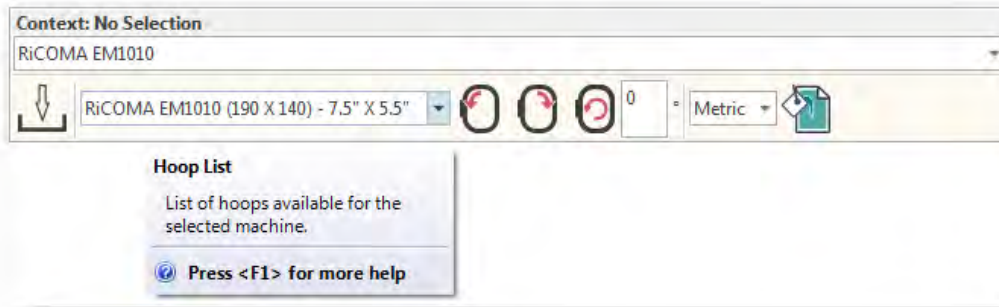 Context: No Selection
RiCOMA EM1010
RiCOMA EM1010 (190 X 140) - 7.5" X 5.5" 0 ° Metric
Hoop List
List of hoops available for the
selected machine.
Press <F1> for more help